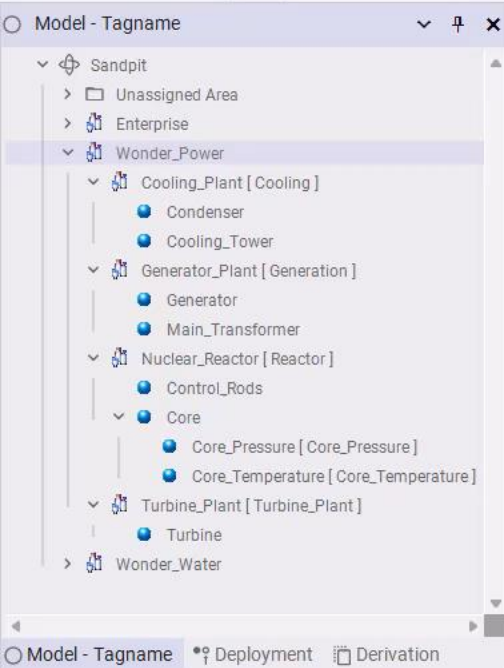 Model - Tagname
Sandpit
Unassigned Area
Enterprise
Wonder_Power
Cooling_Plant [ Cooling ]
Condenser
Cooling_Tower
Generator_Plant [ Generation ]
Generator
Main_Transformer
Nuclear_Reactor [ Reactor ]
Control_Rods
Core
Core_Pressure [ Core_Pressure ]
Core_Temperature [ Core_Temperature ]
Turbine_Plant [ Turbine_Plant ]
Turbine
Wonder_Water
Model - Tagname Deployment Derivation